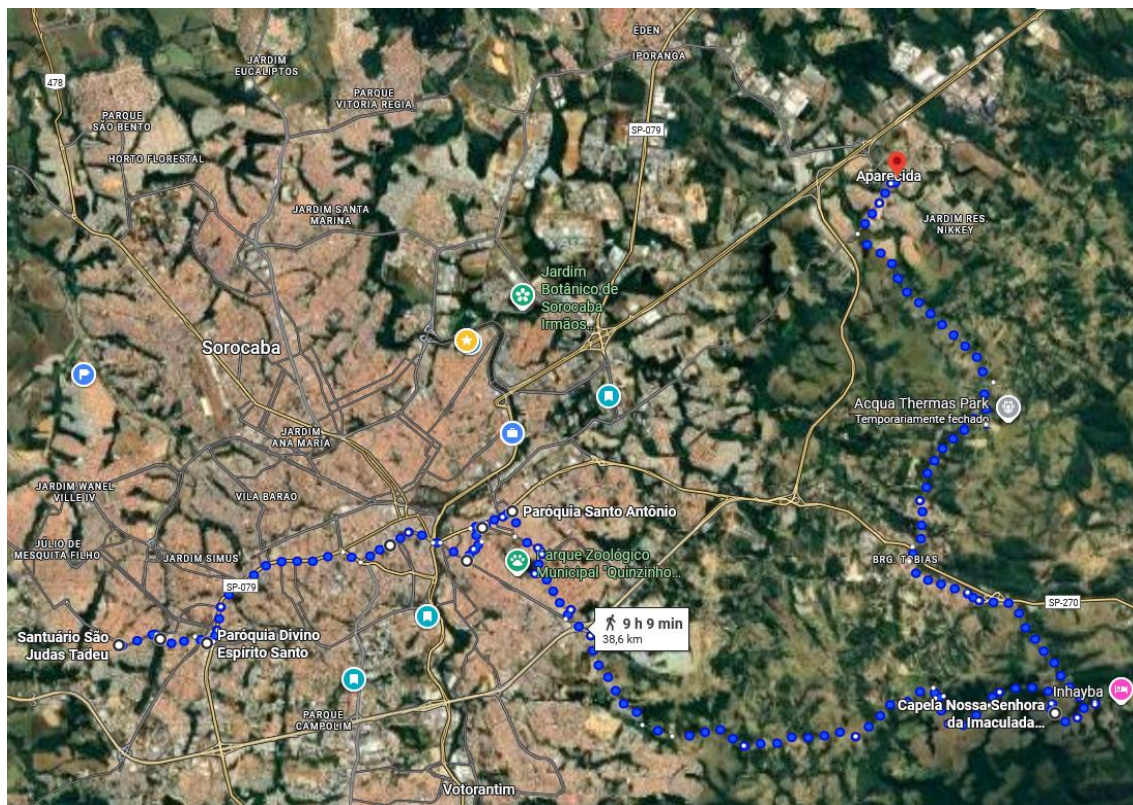 ÉDEN
IPORANGA
JARDIM
EUCALIPTOS
478
PARQUE
VITORIA REGIA
PARQUE
SÃO BENTO
SP-079
HORTO FLORESTAL
Aparecida
JARDIM SANTA
MARINA
JARDIM RES.
NIKKEY
Jardim
Botânico de
Sorocaba
Irmãos...
Sorocaba
Acqua Thermas Park
Temporariamente fechado
JARDIM
ANA MARIA
JARDIM WANEL
VILLE IV
VILA BARAO
Paróquia Santo Antônio
JÚLIO DE
MESQUITA FILHO
JARDIM SIMUS
Parque Zoológico
Municipal "Quinzinho...
BRG. TOBIAS
SP-079
SP-270
9 h 9 min
38,6 km
Santuário São
Judas Tadeu
Paróquia Divino
Espírito Santo
Inhayba
Capela Nossa Senhora
da Imaculada...
PARQUE
CAMPOLIM
Votorantim